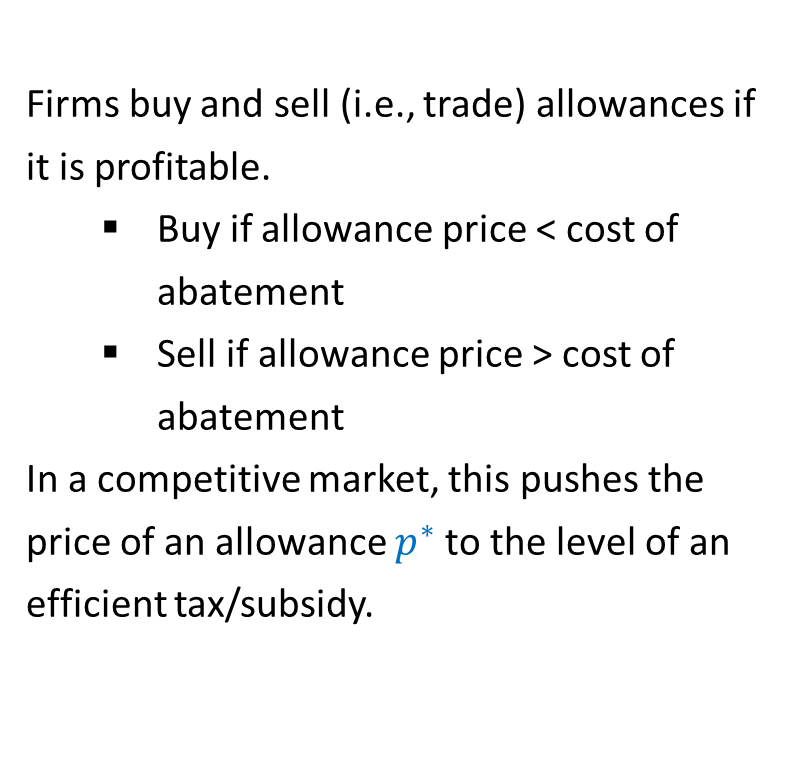 Firms buy and sell (i.e., trade) allowances if
it is profitable.
▪ Buy if allowance price < cost of
abatement
▪ Sell if allowance price > cost of
abatement
In a competitive market, this pushes the
price of an allowance p* to the level of an
efficient tax/subsidy.